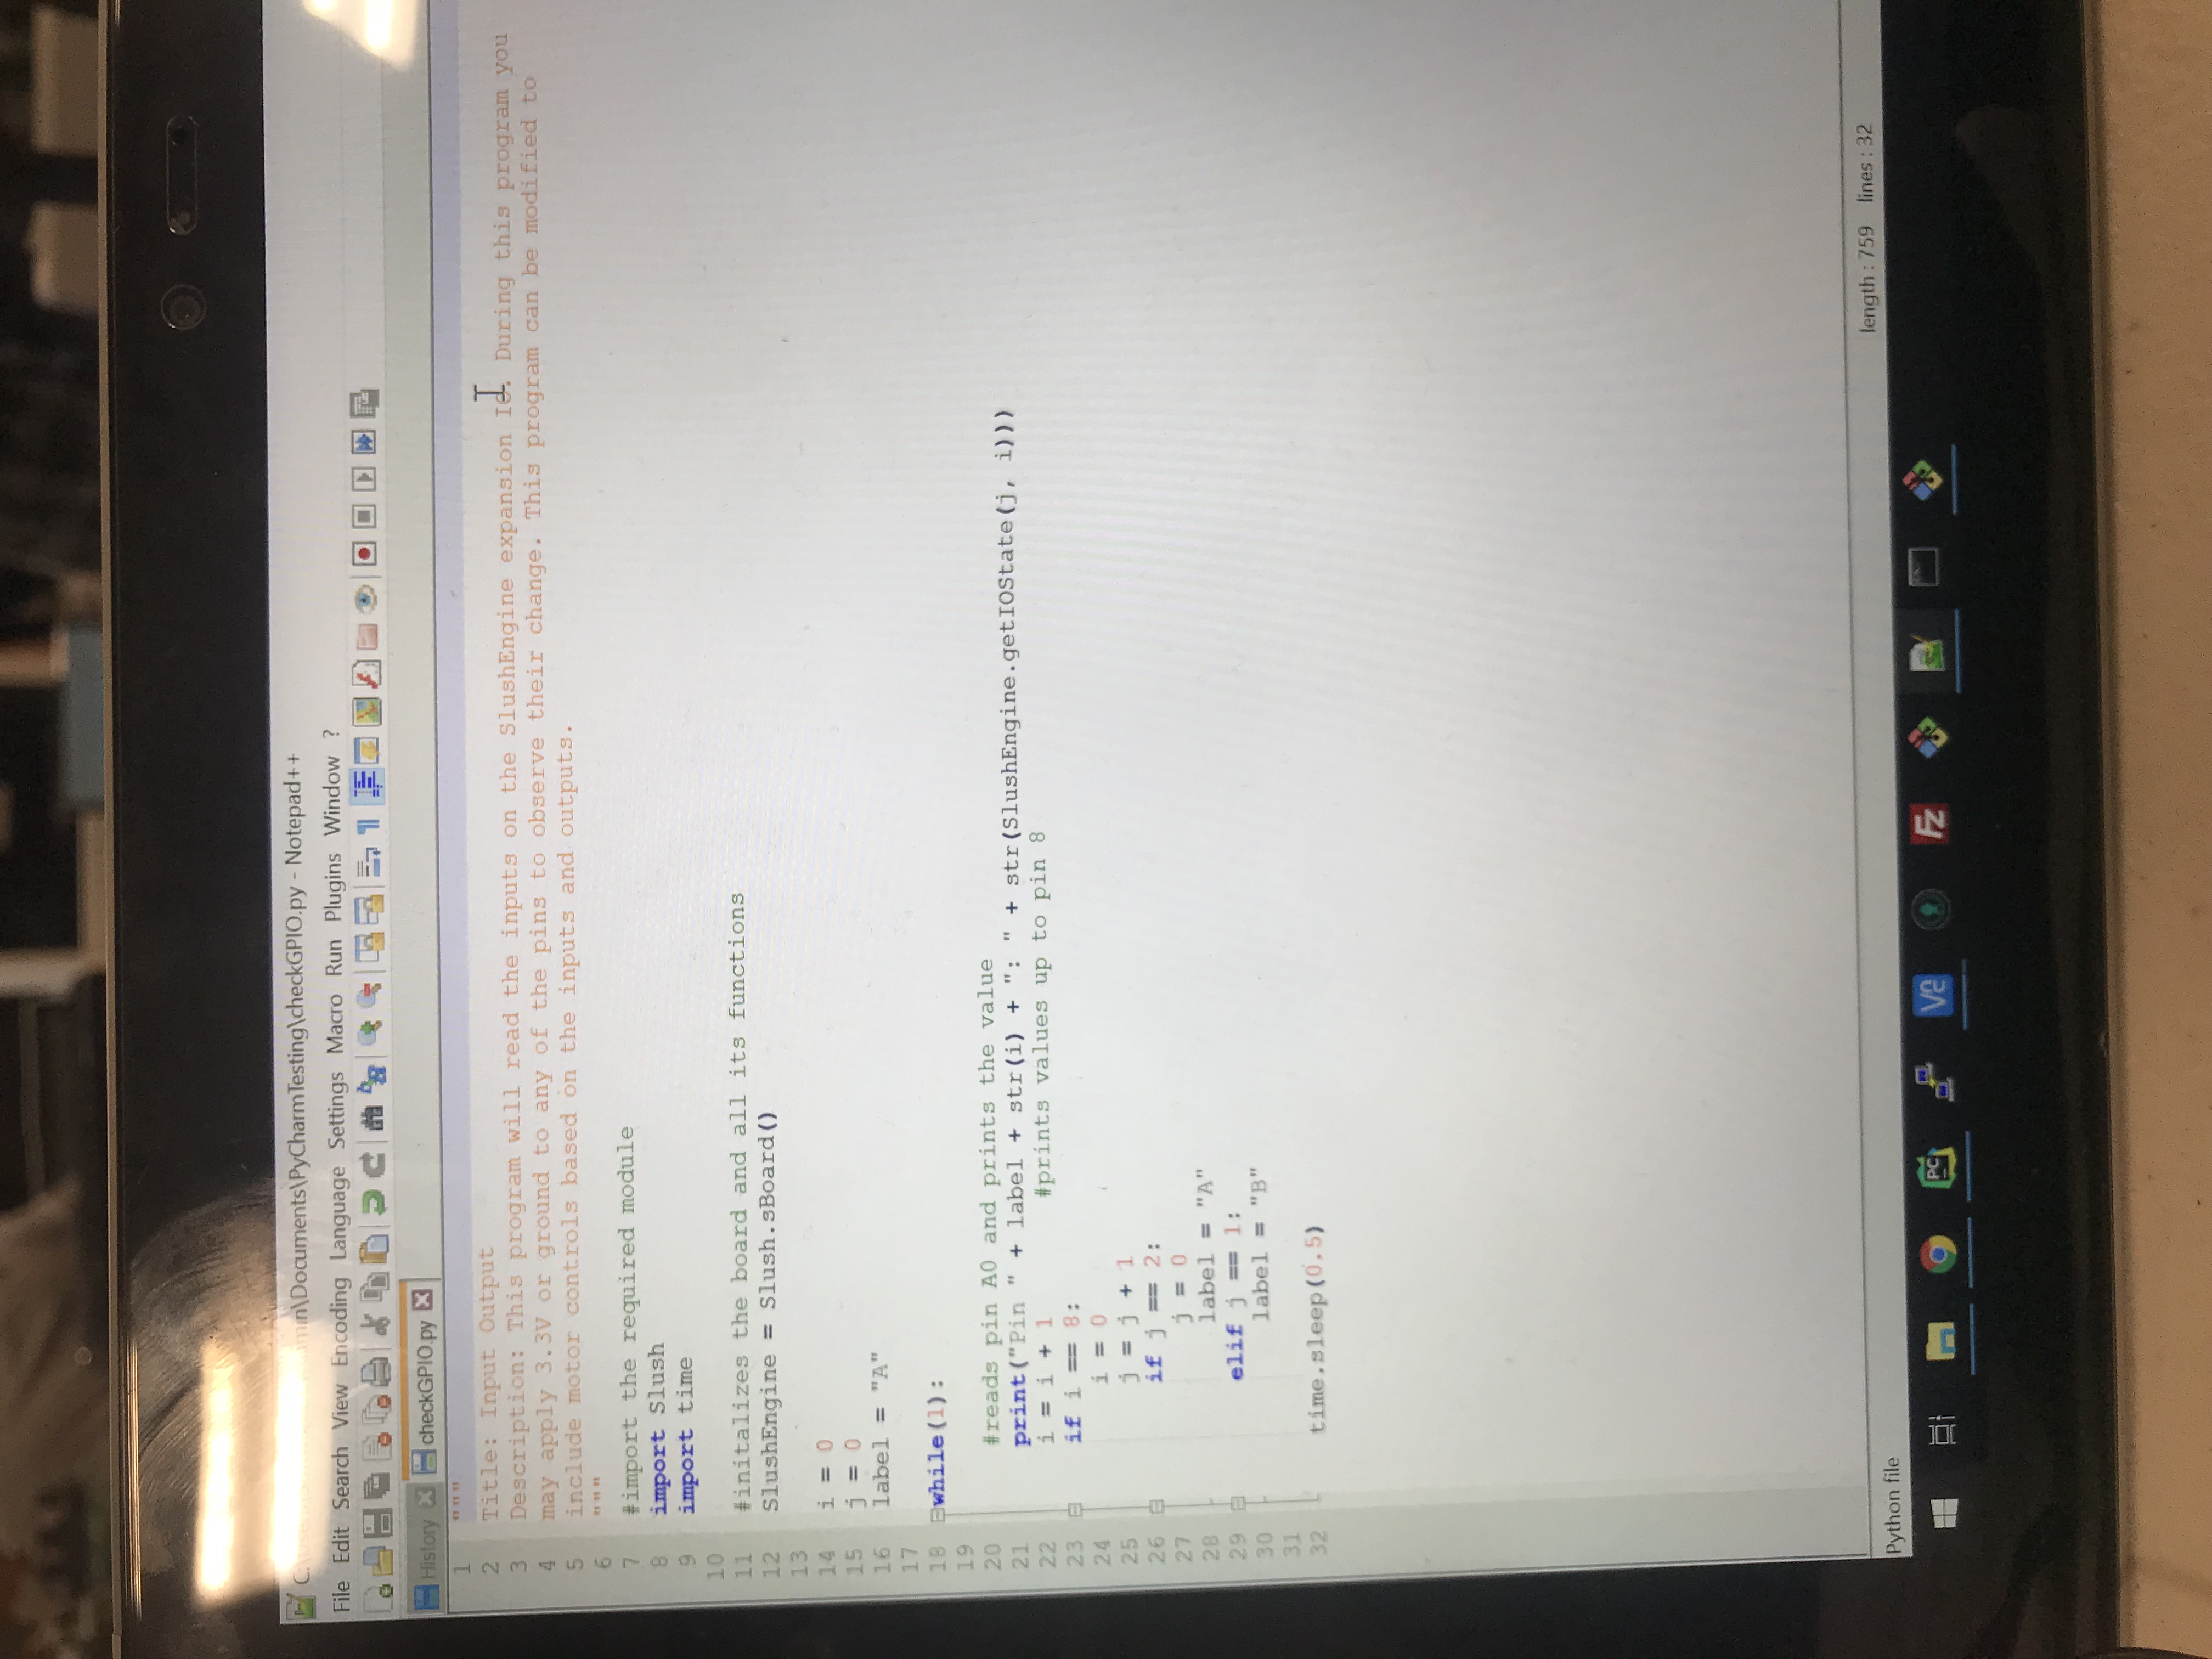 min\Documents\PyCharmTesting\checkGPIO.py - Notepad++
File Edit Search View Encoding Language Settings Macro Run Plugins Window ?
History checkGPIO.py
1 """
2 Title: Input Output
3 Description: This program will read the inputs on the SlushEngine expansion During this program you
4 may apply 3.3V or ground to any of the pins to observe their change. This program can be modified to
5 include motor controls based on the inputs and outputs.
6 """
7 #import the required module
8 import Slush
9 import time
10
11 #initalizes the board and all its functions
12 SlushEngine = Slush.sBoard()
13
14 i = 0
15 j = 0
16 label = "A"
17
18 while(1):
19
20 #reads pin A0 and prints the value
21 print("Pin " + label + str(i) + ": " + str(SlushEngine.getIOState(j, i)))
22 i = i + 1 #prints values up to pin 8
23 if i == 8:
24 i = 0
25 j = j + 1
26 if j == 2:
27 j = 0
28 label = "A"
29 elif j == 1:
30 label = "B"
31
32 time.sleep(0.5)
Python file length : 759 lines : 32
PC V2 Fz